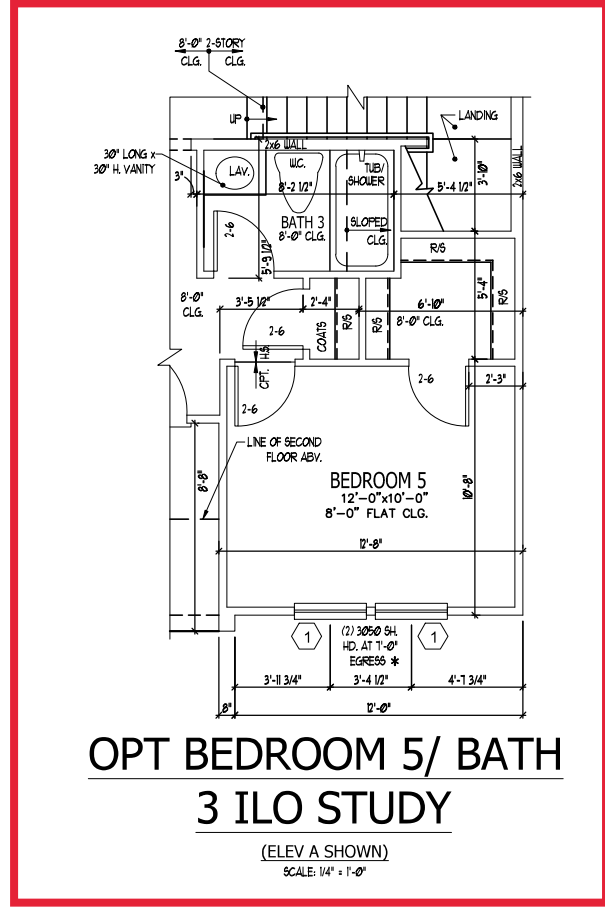 8'-0" 2-STORY
CLG. CLG.
UP
LANDING
2x6 WALL
30" LONG x
30" H. VANITY
3"
LAV.
W.C.
TUB/
SHOWER
8'-2 1/2"
5'-4 1/2"
3'-10"
2x6 WALL
BATH 3
8'-0" CLG.
SLOPED
CLG.
2-6
5'-9 1/2"
R/S
8'-0"
CLG.
3'-5 1/2"
2'-4"
6'-10"
8'-0" CLG.
5'-4"
R/S
2-6
COATS
R/S
R/S
H.S.
CPT.
2-6
2-6
2'-3"
LINE OF SECOND
FLOOR ABV.
8'-8"
BEDROOM 5
12'-0"x10'-0"
8'-0" FLAT CLG.
10'-8"
12'-8"
1
(2) 3050 SH.
HD. AT 7'-0"
EGRESS *
1
3'-11 3/4"
3'-4 1/2"
4'-7 3/4"
8"
12'-0"
OPT BEDROOM 5/ BATH
3 ILO STUDY
(ELEV A SHOWN)
SCALE: 1/4" = 1'-0"